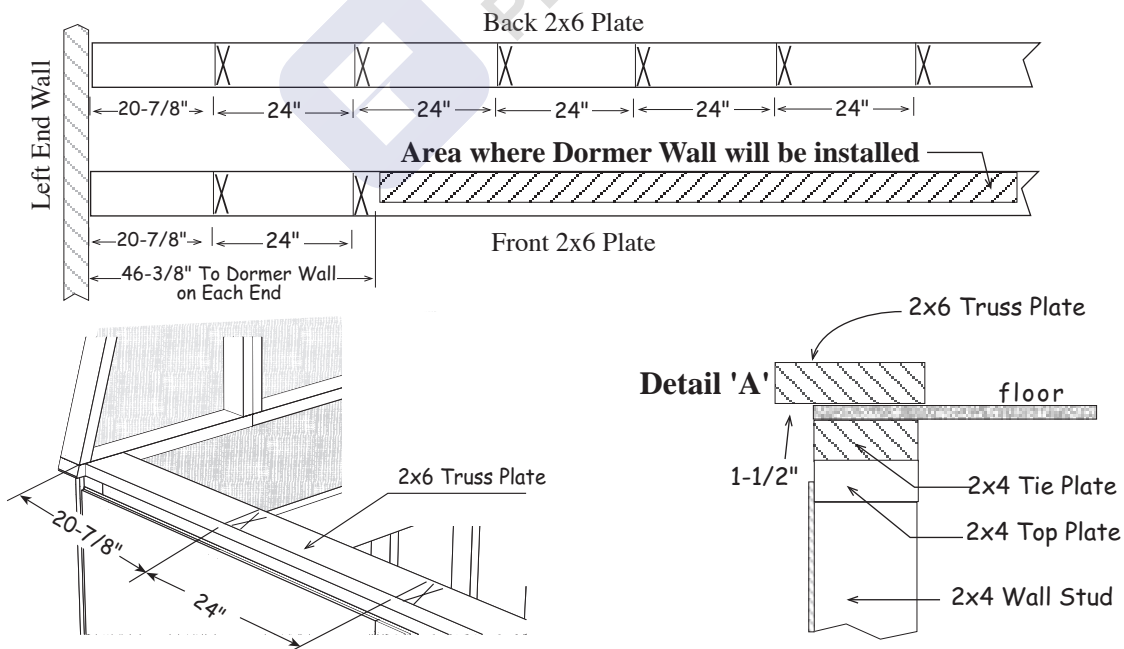 Back 2x6 Plate
Left End Wall
20-7/8"
24"
24"
24"
24"
24"
Area where Dormer Wall will be installed
20-7/8"
24"
Front 2x6 Plate
46-3/8" To Dormer Wall
on Each End
2x6 Truss Plate
Detail 'A'
floor
1-1/2"
2x4 Tie Plate
2x4 Top Plate
2x4 Wall Stud
2x6 Truss Plate
20-7/8"
24"